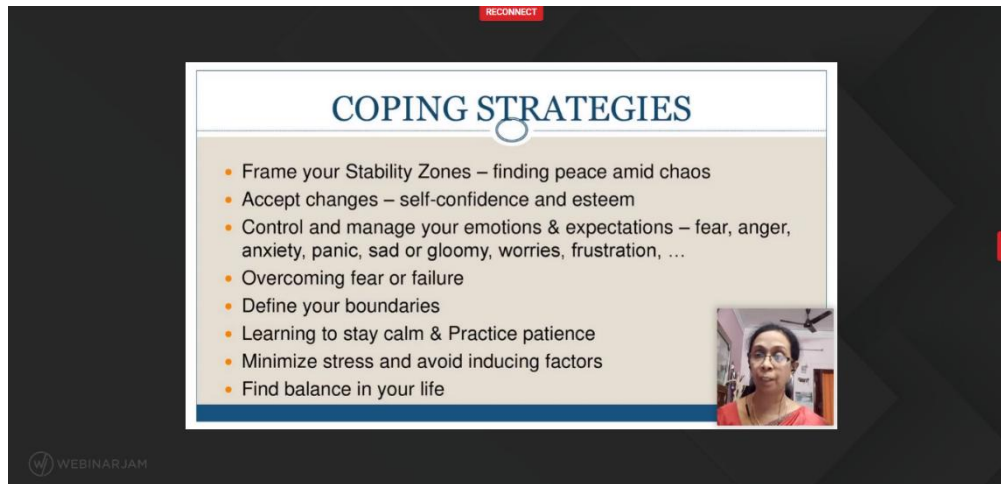 RECONNECT
COPING STRATEGIES
• Frame your Stability Zones – finding peace amid chaos
• Accept changes – self-confidence and esteem
• Control and manage your emotions & expectations – fear, anger,
anxiety, panic, sad or gloomy, worries, frustration, …
• Overcoming fear or failure
• Define your boundaries
• Learning to stay calm & Practice patience
• Minimize stress and avoid inducing factors
• Find balance in your life
WEBINARJAM